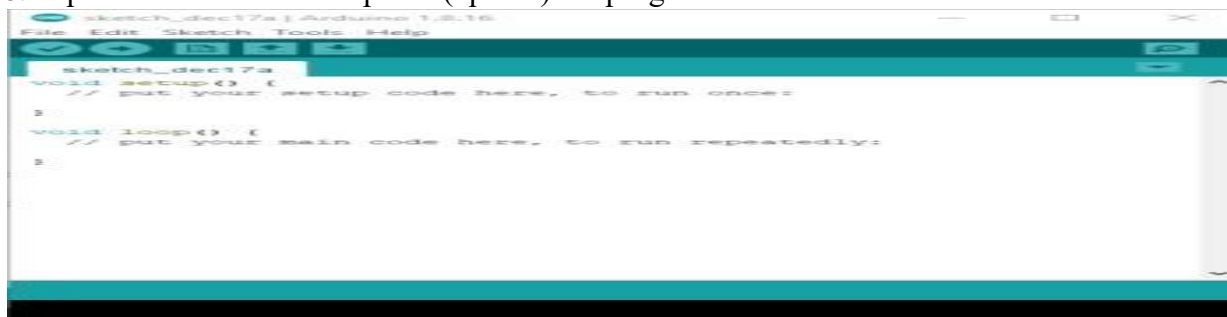 sketch_dec17a | Arduino 1.8.16
File Edit Sketch Tools Help
sketch_dec17a
void setup() {
// put your setup code here, to run once:
}
void loop() {
// put your main code here, to run repeatedly:
}